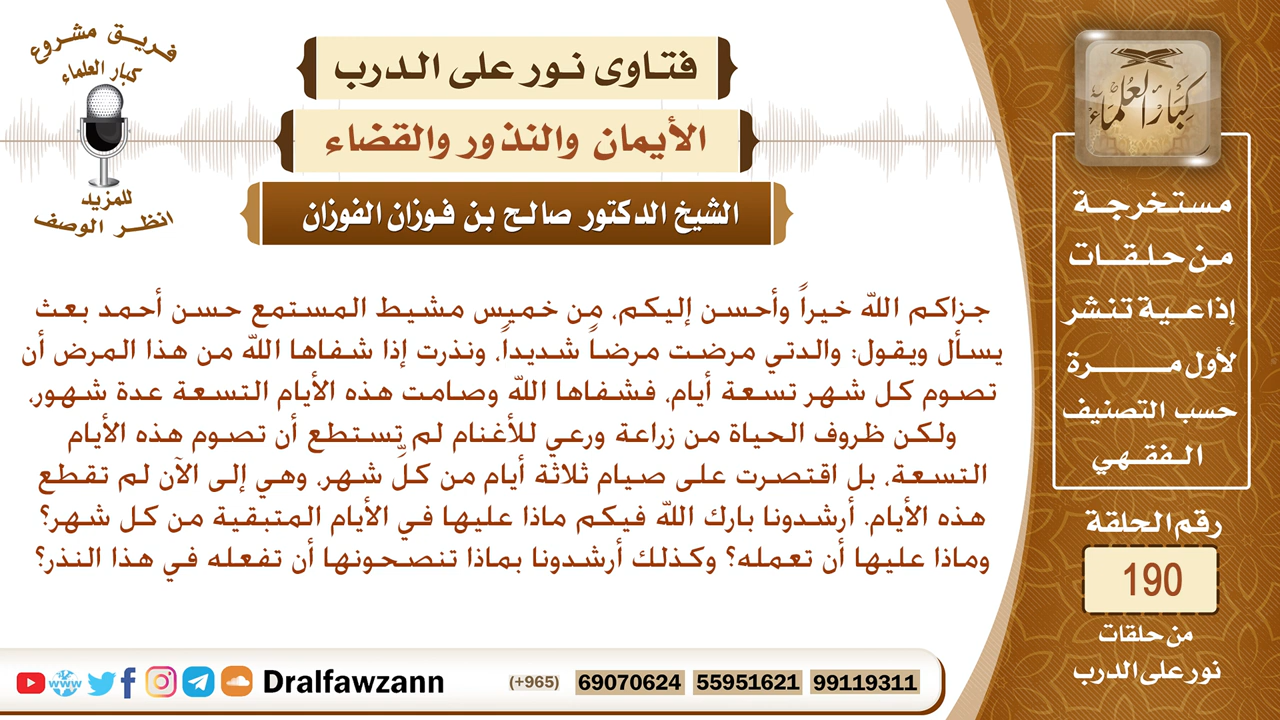 فريق مشروع
كبار العلماء
للمزيد
انظر الوصف
فتاوى نور على الدرب
الأيمان والنذور والقضاء
الشيخ الدكتور صالح بن فوزان الفوزان
جزاكم الله خيراً وأحسن إليكم، من خميس مشيط المستمع حسن أحمد بعث
يسأل ويقول: والدتي مرضت مرضاً شديداً، ونذرت إذا شفاها الله من هذا المرض أن
تصوم كل شهر تسعة أيام، فشفاها الله وصامت هذه الأيام التسعة عدة شهور،
ولكن ظروف الحياة من زراعة ورعي للأغنام لم تستطع أن تصوم هذه الأيام
التسعة، بل اقتصرت على صيام ثلاثة أيام من كلِّ شهر، وهي إلى الآن لم تقطع
هذه الأيام. أرشدونا بارك الله فيكم ماذا عليها في الأيام المتبقية من كل شهر؟
وماذا عليها أن تعمله؟ وكذلك أرشدونا بماذا تنصحونها أن تفعله في هذا النذر؟
كبار العلماء
مستخرجة
من حلقات
إذاعية تنشر
لأول مرة
حسب التصنيف
الفقهي
رقم الحلقة
190
من حلقات
نور على الدرب
www Dralfawzann (+965) 69070624 55951621 99119311